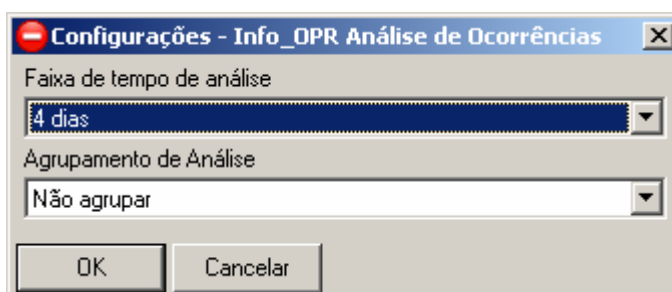 Configurações - Info_OPR Análise de Ocorrências
Faixa de tempo de análise
4 dias
Agrupamento de Análise
Não agrupar
OK Cancelar